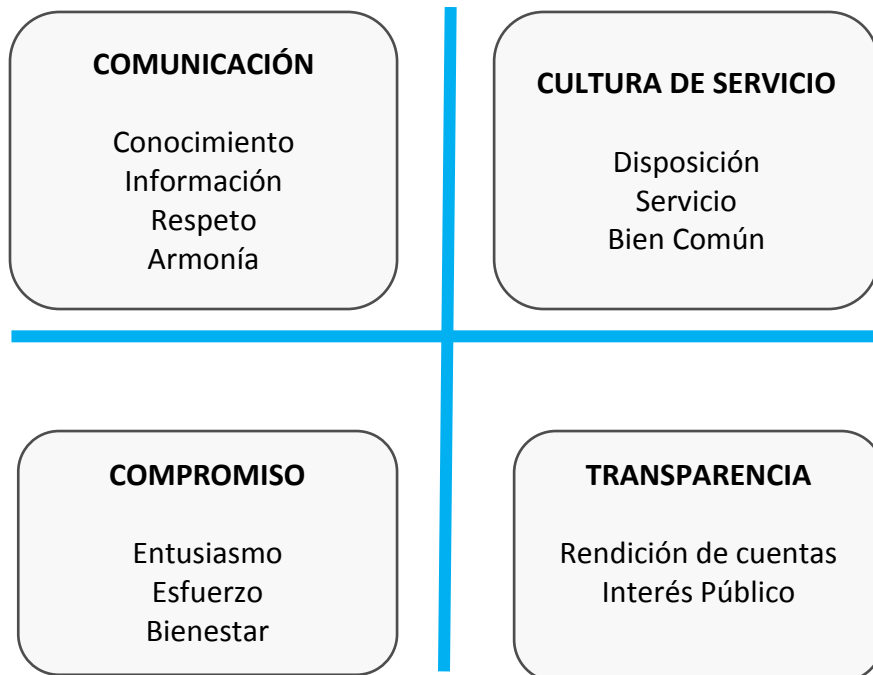 COMUNICACIÓN
Conocimiento
Información
Respeto
Armonía
CULTURA DE SERVICIO
Disposición
Servicio
Bien Común
COMPROMISO
Entusiasmo
Esfuerzo
Bienestar
TRANSPARENCIA
Rendición de cuentas
Interés Público